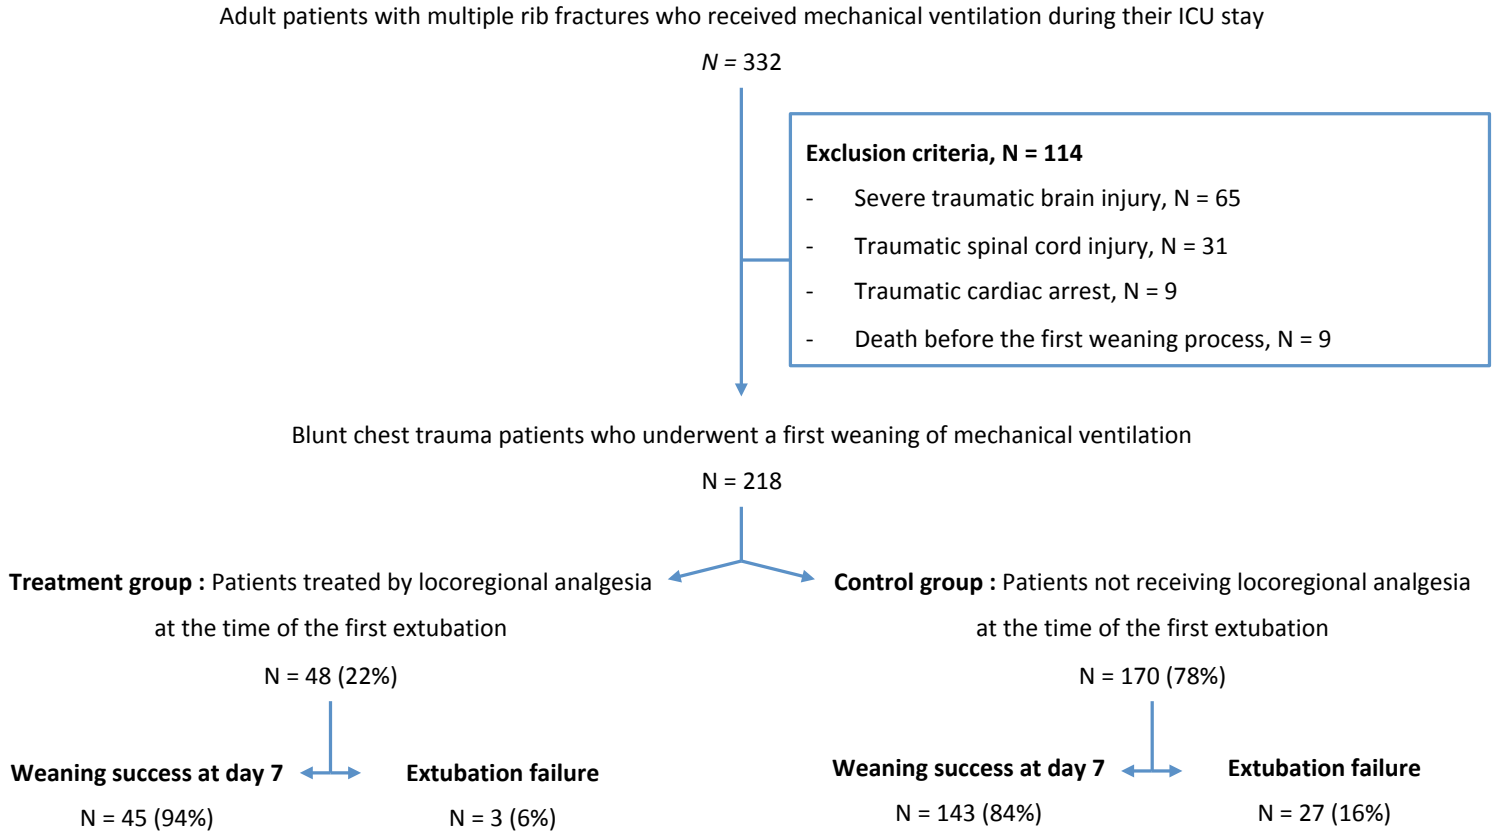 Adult patients with multiple rib fractures who received mechanical ventilation during their ICU stay
N = 332
Exclusion criteria, N = 114
- Severe traumatic brain injury, N = 65
- Traumatic spinal cord injury, N = 31
- Traumatic cardiac arrest, N = 9
- Death before the first weaning process, N = 9
Blunt chest trauma patients who underwent a first weaning of mechanical ventilation
N = 218
Treatment group : Patients treated by locoregional analgesia
at the time of the first extubation
N = 48 (22%)
Control group : Patients not receiving locoregional analgesia
at the time of the first extubation
N = 170 (78%)
Weaning success at day 7
N = 45 (94%)
Extubation failure
N = 3 (6%)
Weaning success at day 7
N = 143 (84%)
Extubation failure
N = 27 (16%)